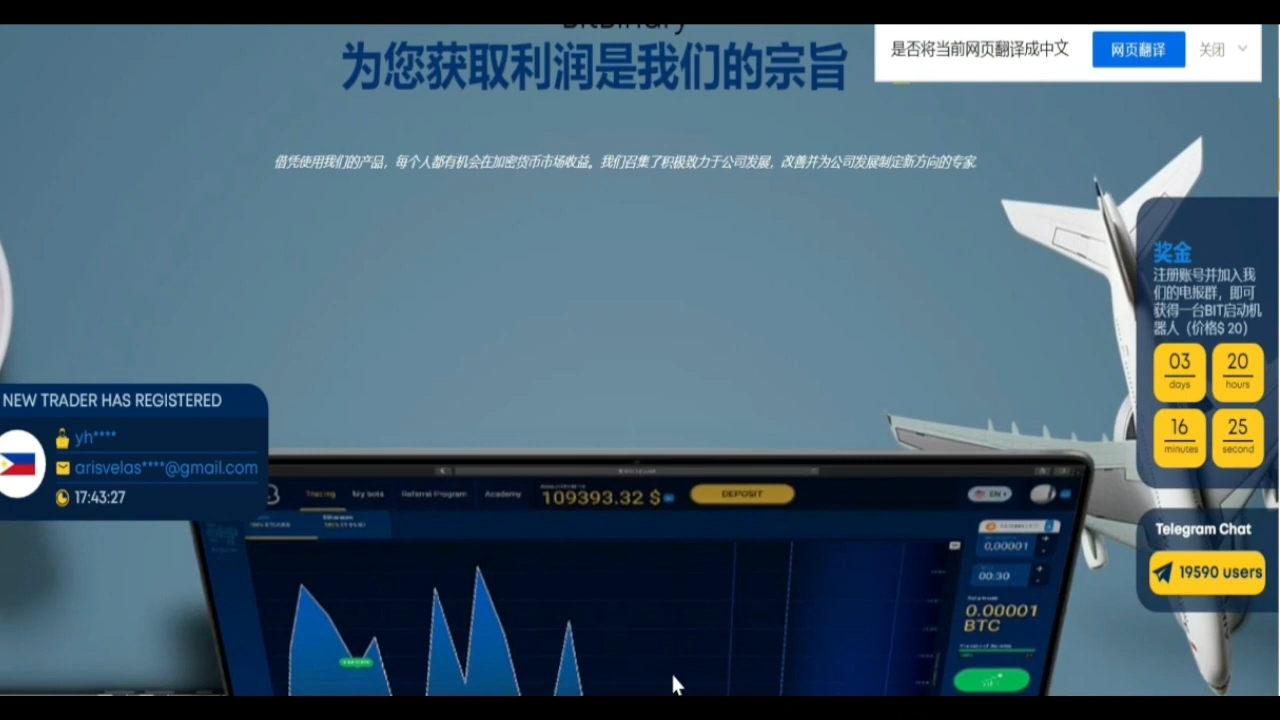 BitBinary
为您获取利润是我们的宗旨
是否将当前网页翻译成中文
网页翻译
关闭
借凭使用我们的产品，每个人都有机会在加密货币市场收益。我们召集了积极致力于公司发展，改善并为公司发展制定新方向的专家.
奖金
注册账号并加入我
们的电报群，即可
获得一台BIT启动机
器人（价格$ 20）
03
days
20
hours
16
minutes
25
second
NEW TRADER HAS REGISTERED
yh****
arisvelas****@gmail.com
17:43:27
Trading
My bots
Referral Program
Academy
109393.32 $
DEPOSIT
EN
0,00001
00:30
0.00001
BTC
Telegram Chat
19590 users